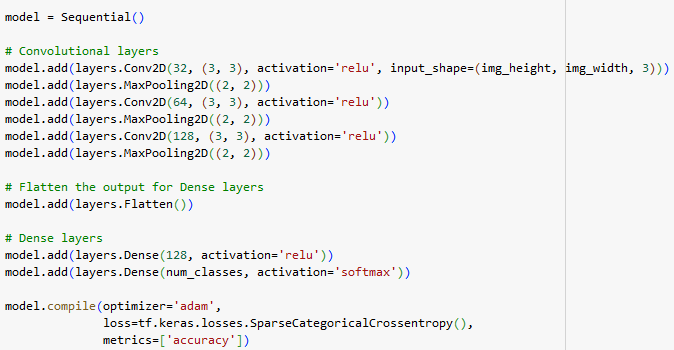 model = Sequential()
# Convolutional layers
model.add(layers.Conv2D(32, (3, 3), activation='relu', input_shape=(img_height, img_width, 3)))
model.add(layers.MaxPooling2D((2, 2)))
model.add(layers.Conv2D(64, (3, 3), activation='relu'))
model.add(layers.MaxPooling2D((2, 2)))
model.add(layers.Conv2D(128, (3, 3), activation='relu'))
model.add(layers.MaxPooling2D((2, 2)))
# Flatten the output for Dense layers
model.add(layers.Flatten())
# Dense layers
model.add(layers.Dense(128, activation='relu'))
model.add(layers.Dense(num_classes, activation='softmax'))
model.compile(optimizer='adam',
loss=tf.keras.losses.SparseCategoricalCrossentropy(),
metrics=['accuracy'])